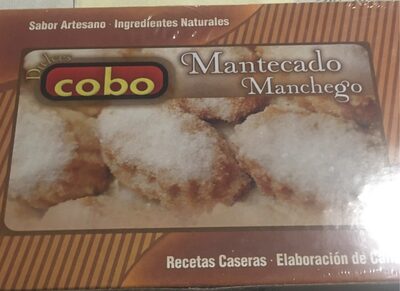 Sabor Artesano · Ingredientes Naturales
Dulces
cobo
Mantecado
Manchego
Recetas Caseras · Elaboración de